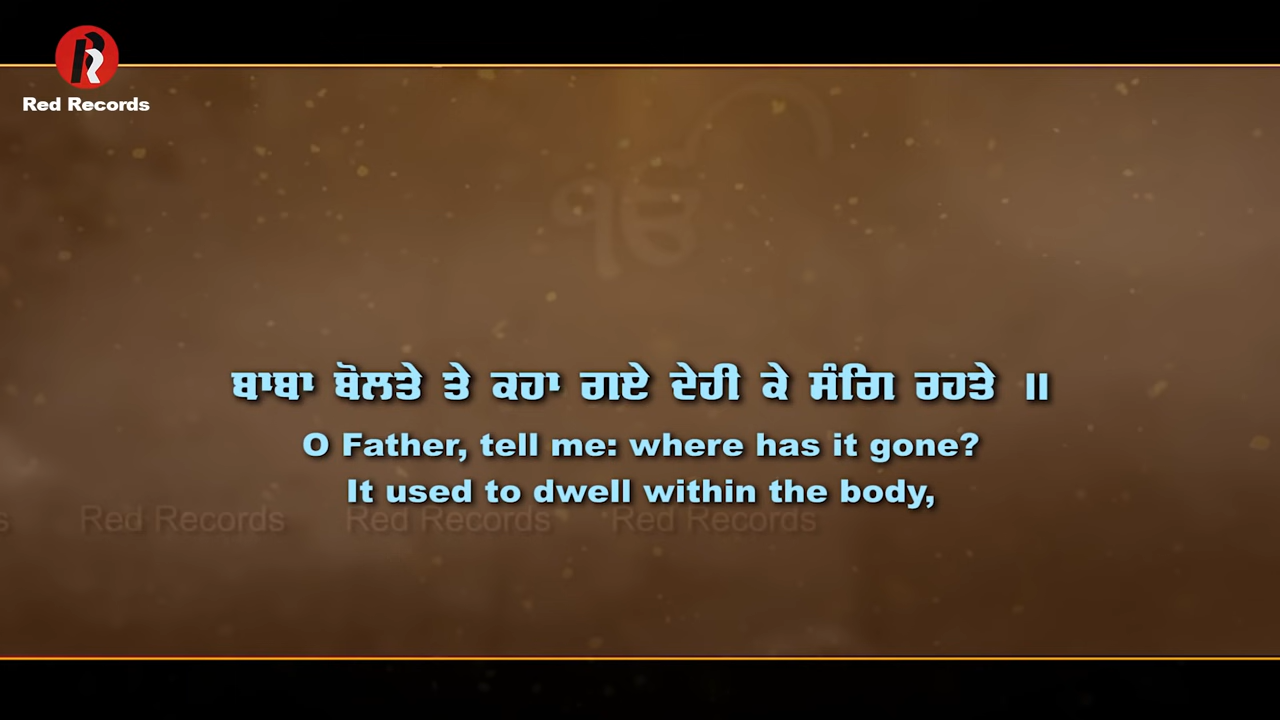 Red Records
ੴ
ਬਾਬਾ ਬੋਲਤੇ ਤੇ ਕਹਾ ਗਏ ਦੇਹੀ ਕੇ ਸੰਗਿ ਰਹਤੇ ॥
O Father, tell me: where has it gone?
It used to dwell within the body,
s Red Records Red Records Red Records